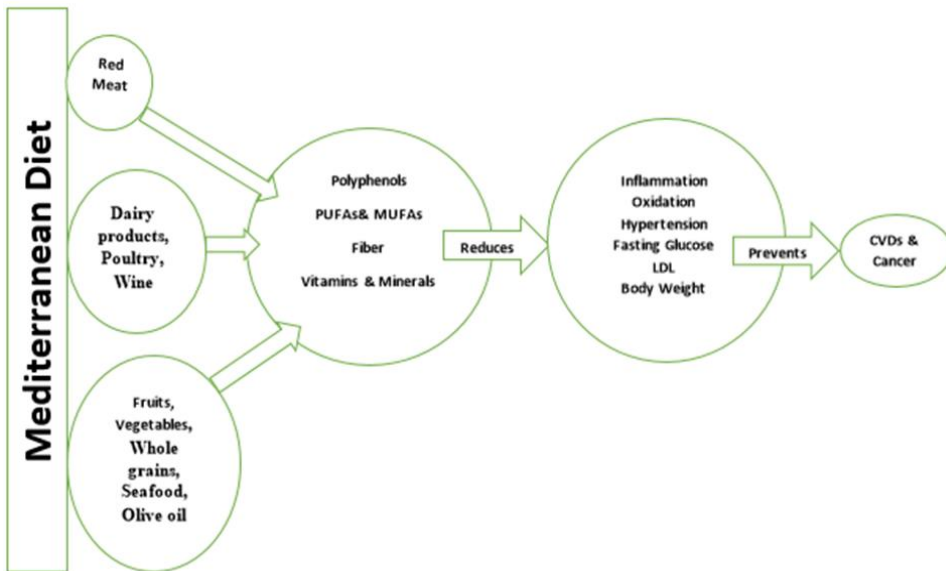 Mediterranean Diet
Red
Meat
Dairy
products,
Poultry,
Wine
Fruits,
Vegetables,
Whole
grains,
Seafood,
Olive oil
Polyphenols
PUFAs& MUFAs
Fiber
Vitamins & Minerals
Reduces
Inflammation
Oxidation
Hypertension
Fasting Glucose
LDL
Body Weight
Prevents
CVDs &
Cancer